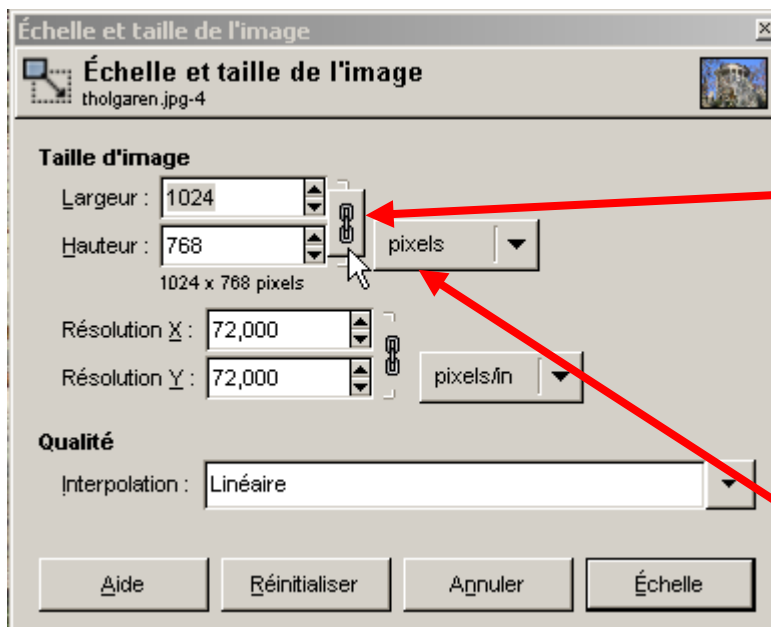 Échelle et taille de l'image
Échelle et taille de l'image
tholgaren.jpg-4
Taille d'image
Largeur : 1024
Hauteur : 768 pixels
1024 x 768 pixels
Résolution X : 72,000
Résolution Y : 72,000 pixels/in
Qualité
Interpolation : Linéaire
Aide Réinitialiser Annuler Échelle